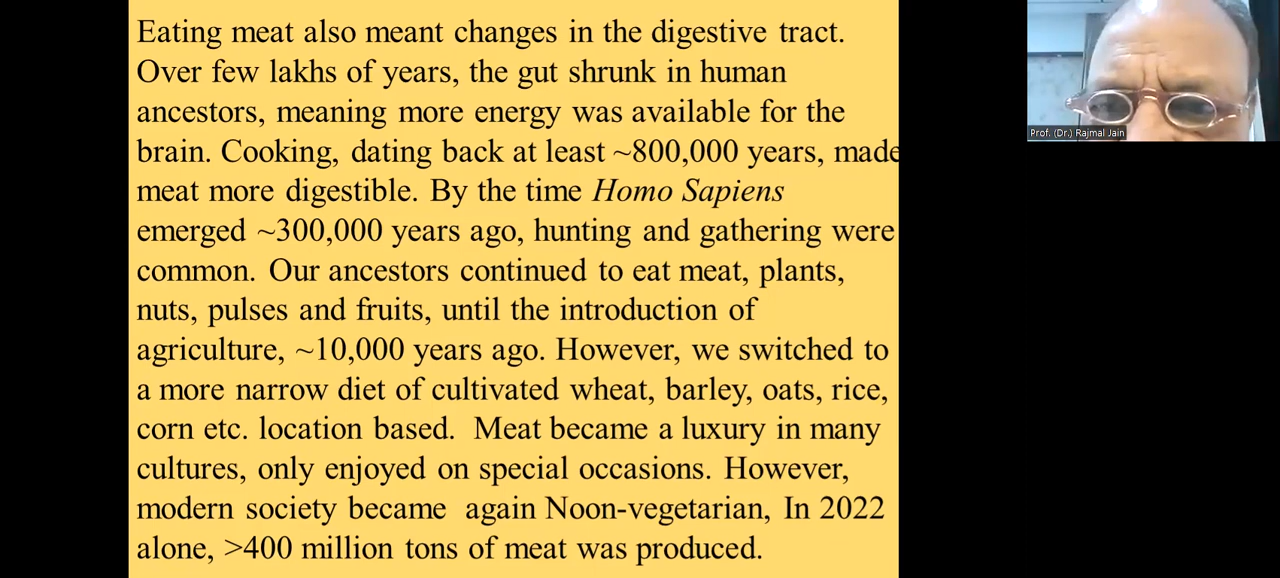 Eating meat also meant changes in the digestive tract.
Over few lakhs of years, the gut shrunk in human
ancestors, meaning more energy was available for the
brain. Cooking, dating back at least ~800,000 years, made
meat more digestible. By the time Homo Sapiens
emerged ~300,000 years ago, hunting and gathering were
common. Our ancestors continued to eat meat, plants,
nuts, pulses and fruits, until the introduction of
agriculture, ~10,000 years ago. However, we switched to
a more narrow diet of cultivated wheat, barley, oats, rice,
corn etc. location based. Meat became a luxury in many
cultures, only enjoyed on special occasions. However,
modern society became again Noon-vegetarian, In 2022
alone, >400 million tons of meat was produced.
Prof. (Dr.) Rajmal Jain